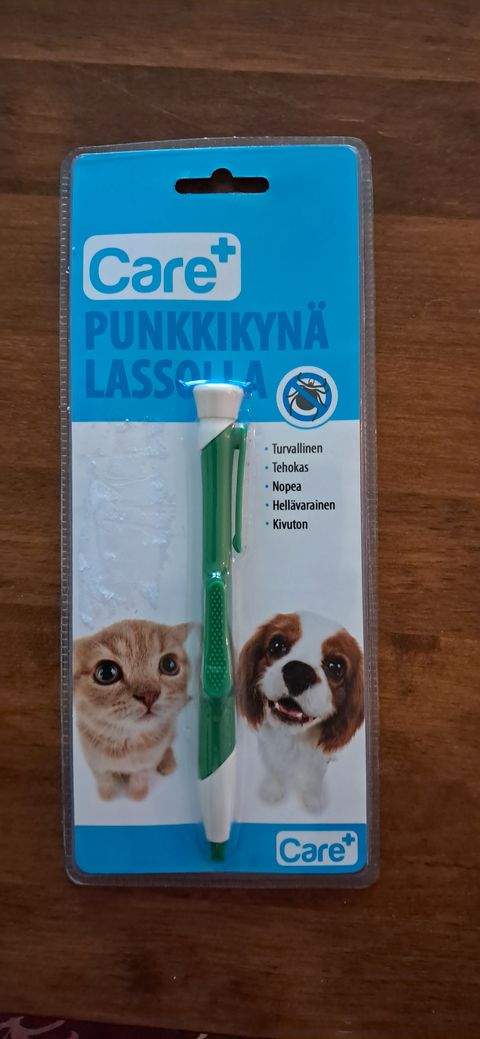 Care+
PUNKKIKYNÄ
LASSOLLA
• Turvallinen
• Tehokas
• Nopea
• Hellävarainen
• Kivuton
Care+